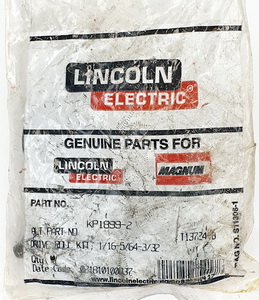 LINCOLN
ELECTRIC
GENUINE PARTS FOR
LINCOLN
ELECTRIC
MAGNUM
PART NO.
KP1899-2
ALT PART NO
DRIVE ROLL KIT, 1/16-5/64-3/32
Qty
Date Code
www.lincolnelectric